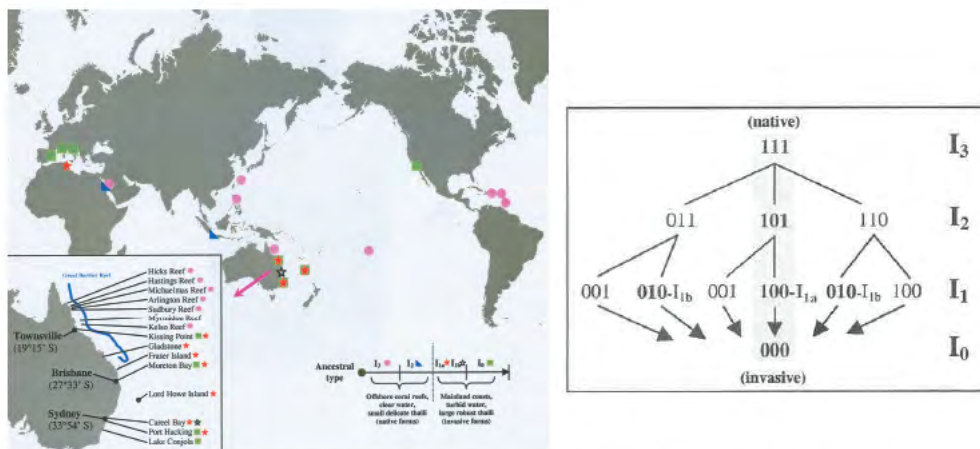 Great Barrier Reef
Hicks Reef
Hastings Reef
Michaelmas Reef
Arlington Reef
Sudbury Reef
Myrmidon Reef
Kelso Reef
Townsville
(19°15' S)
Kissing Point
Gladstone
Fraser Island
Moreton Bay
Brisbane
(27°33' S)
Lord Howe Island
Sydney
(33°54' S)
Careel Bay
Port Hacking
Lake Conjola
Ancestral
type
I3 I2 I1a I1b I0
Offshore coral reefs,
clear water,
small delicate thalli
(native forms)
Mainland coasts,
turbid water,
large robust thalli
(invasive forms)
(native)
111 I3
011 101 110 I2
001 010-I1b 001 100-I1a 010-I1b 100 I1
000 I0
(invasive)